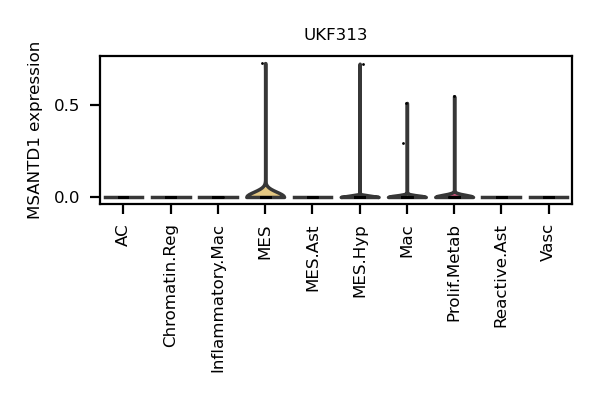 UKF313
MSANTD1 expression
0.5
0.0
AC
Chromatin.Reg
Inflammatory.Mac
MES
MES.Ast
MES.Hyp
Mac
Prolif.Metab
Reactive.Ast
Vasc